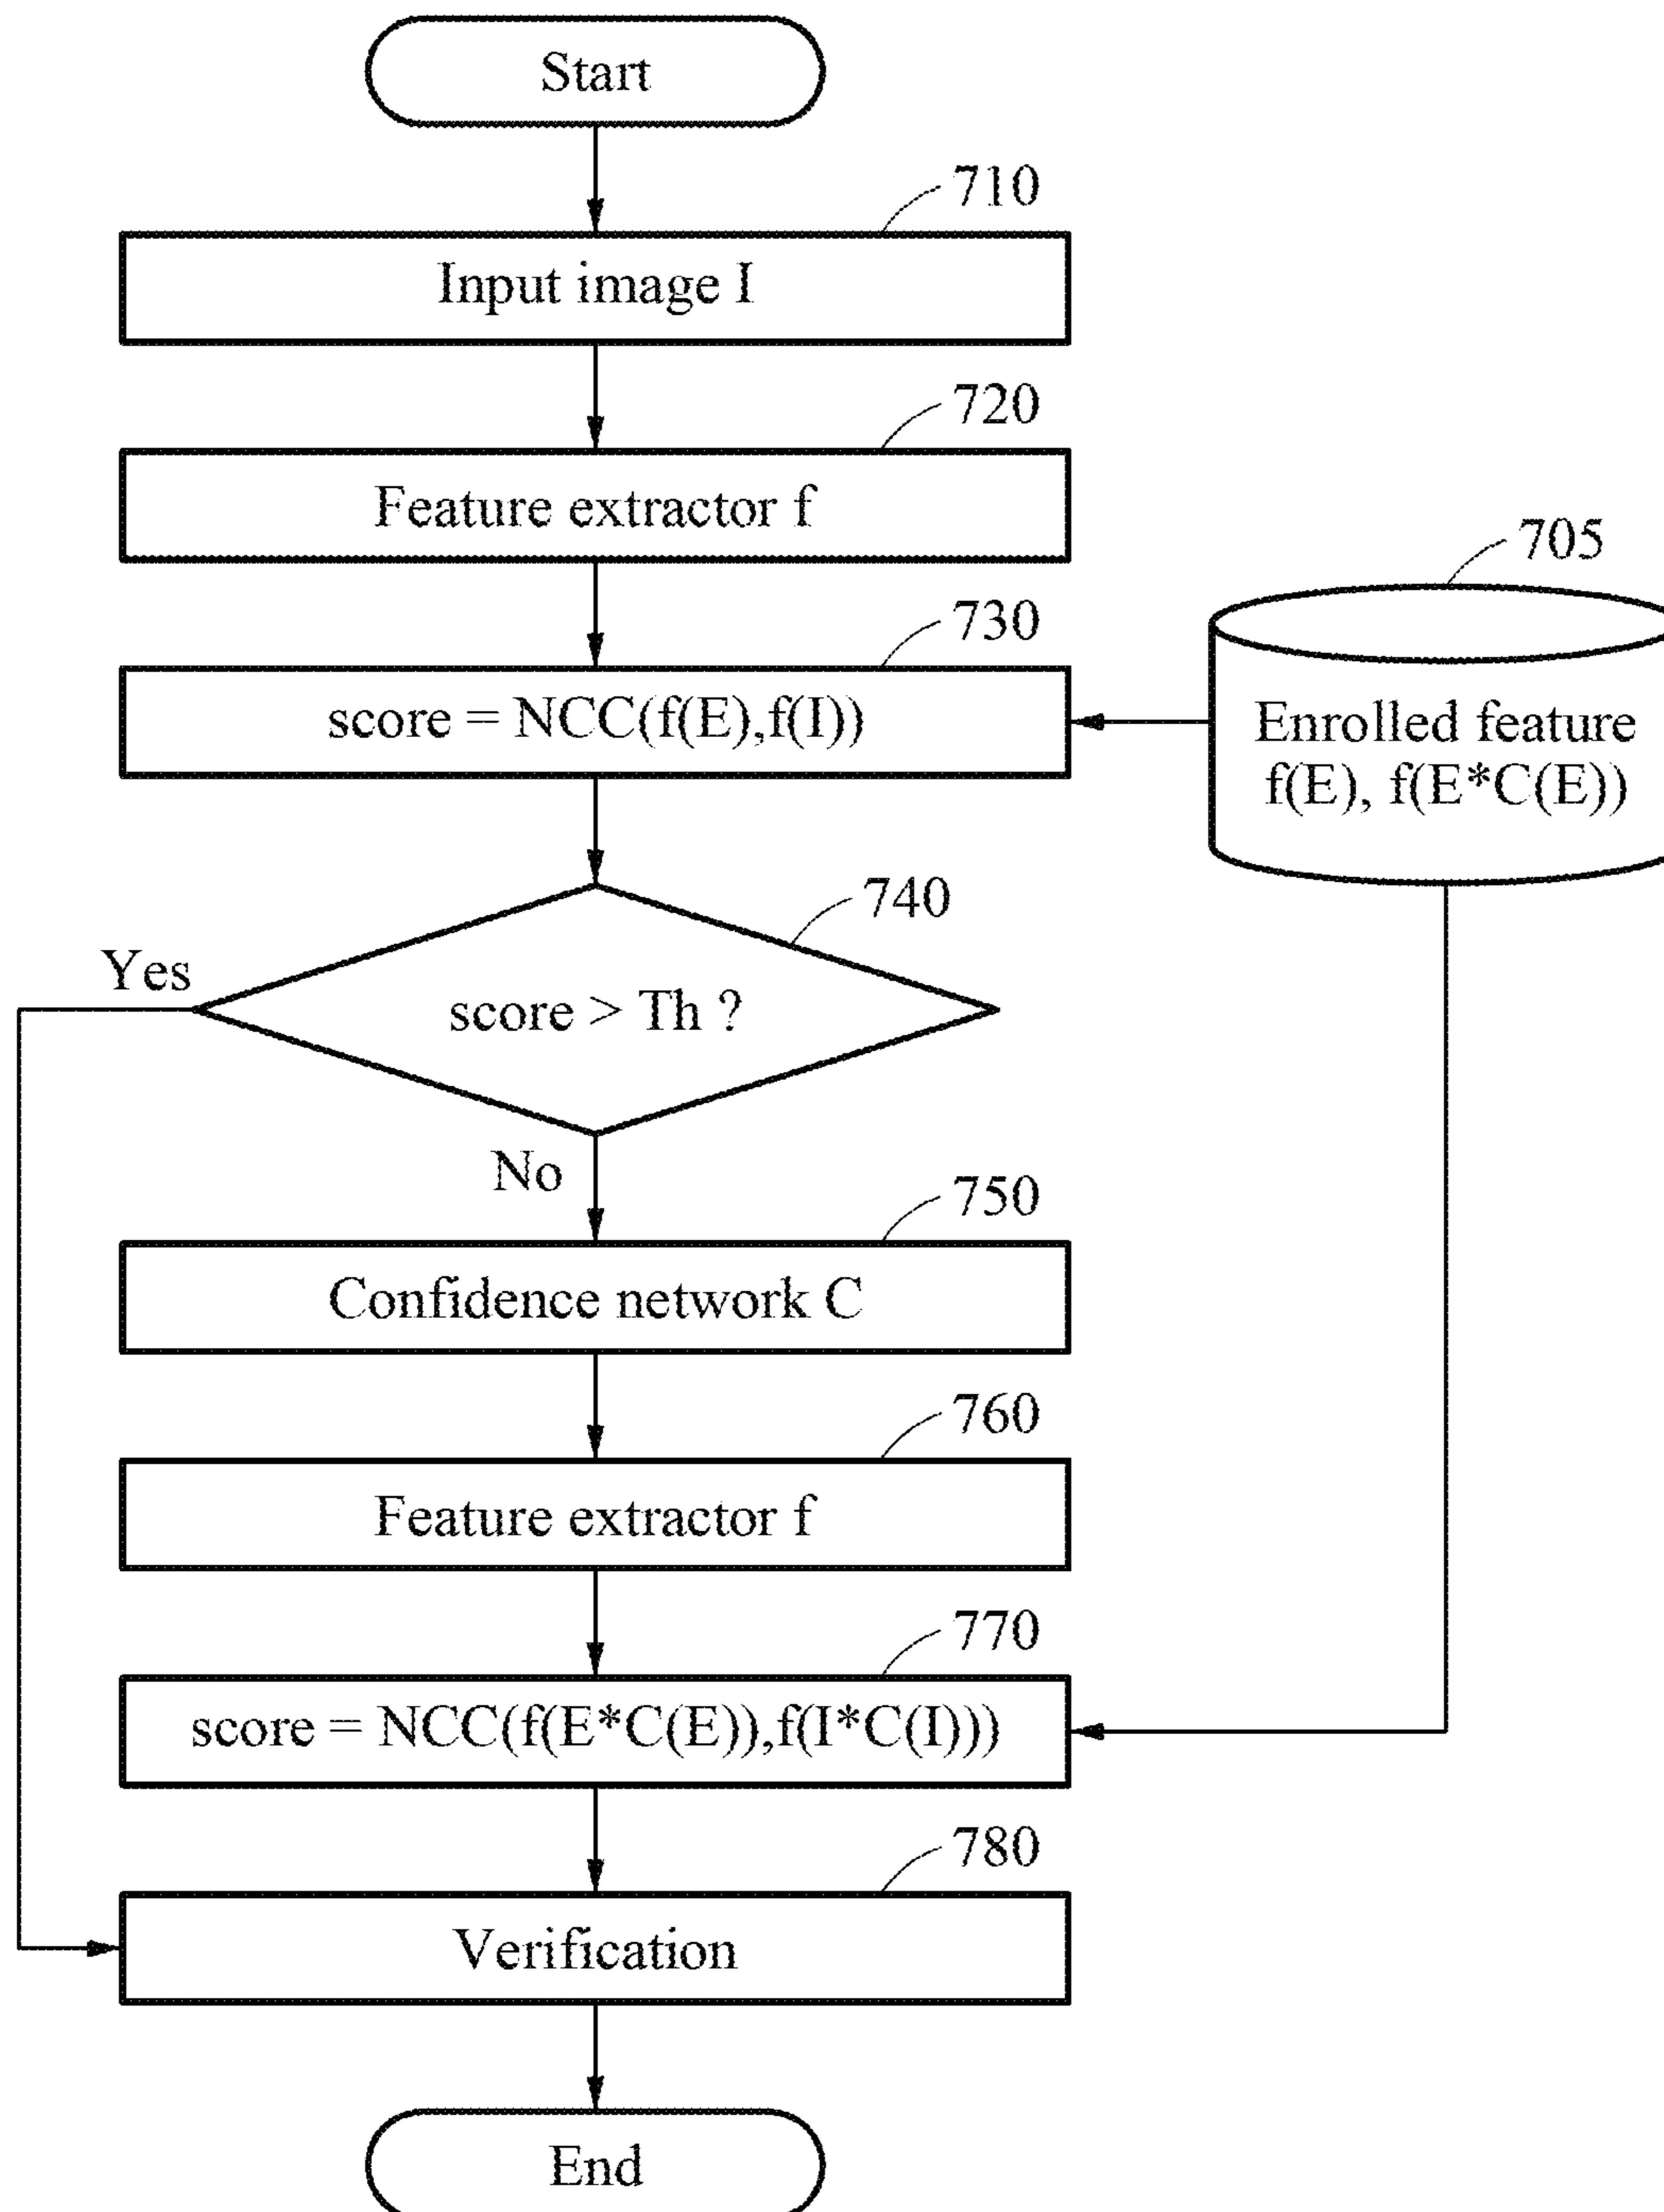 Start
710
Input image I
720
Feature extractor f
705
730
score = NCC(f(E),f(I))
Enrolled feature
f(E), f(E*C(E))
740
Yes
score > Th ?
No
750
Confidence network C
760
Feature extractor f
770
score = NCC(f(E*C(E)),f(I*C(I)))
780
Verification
End